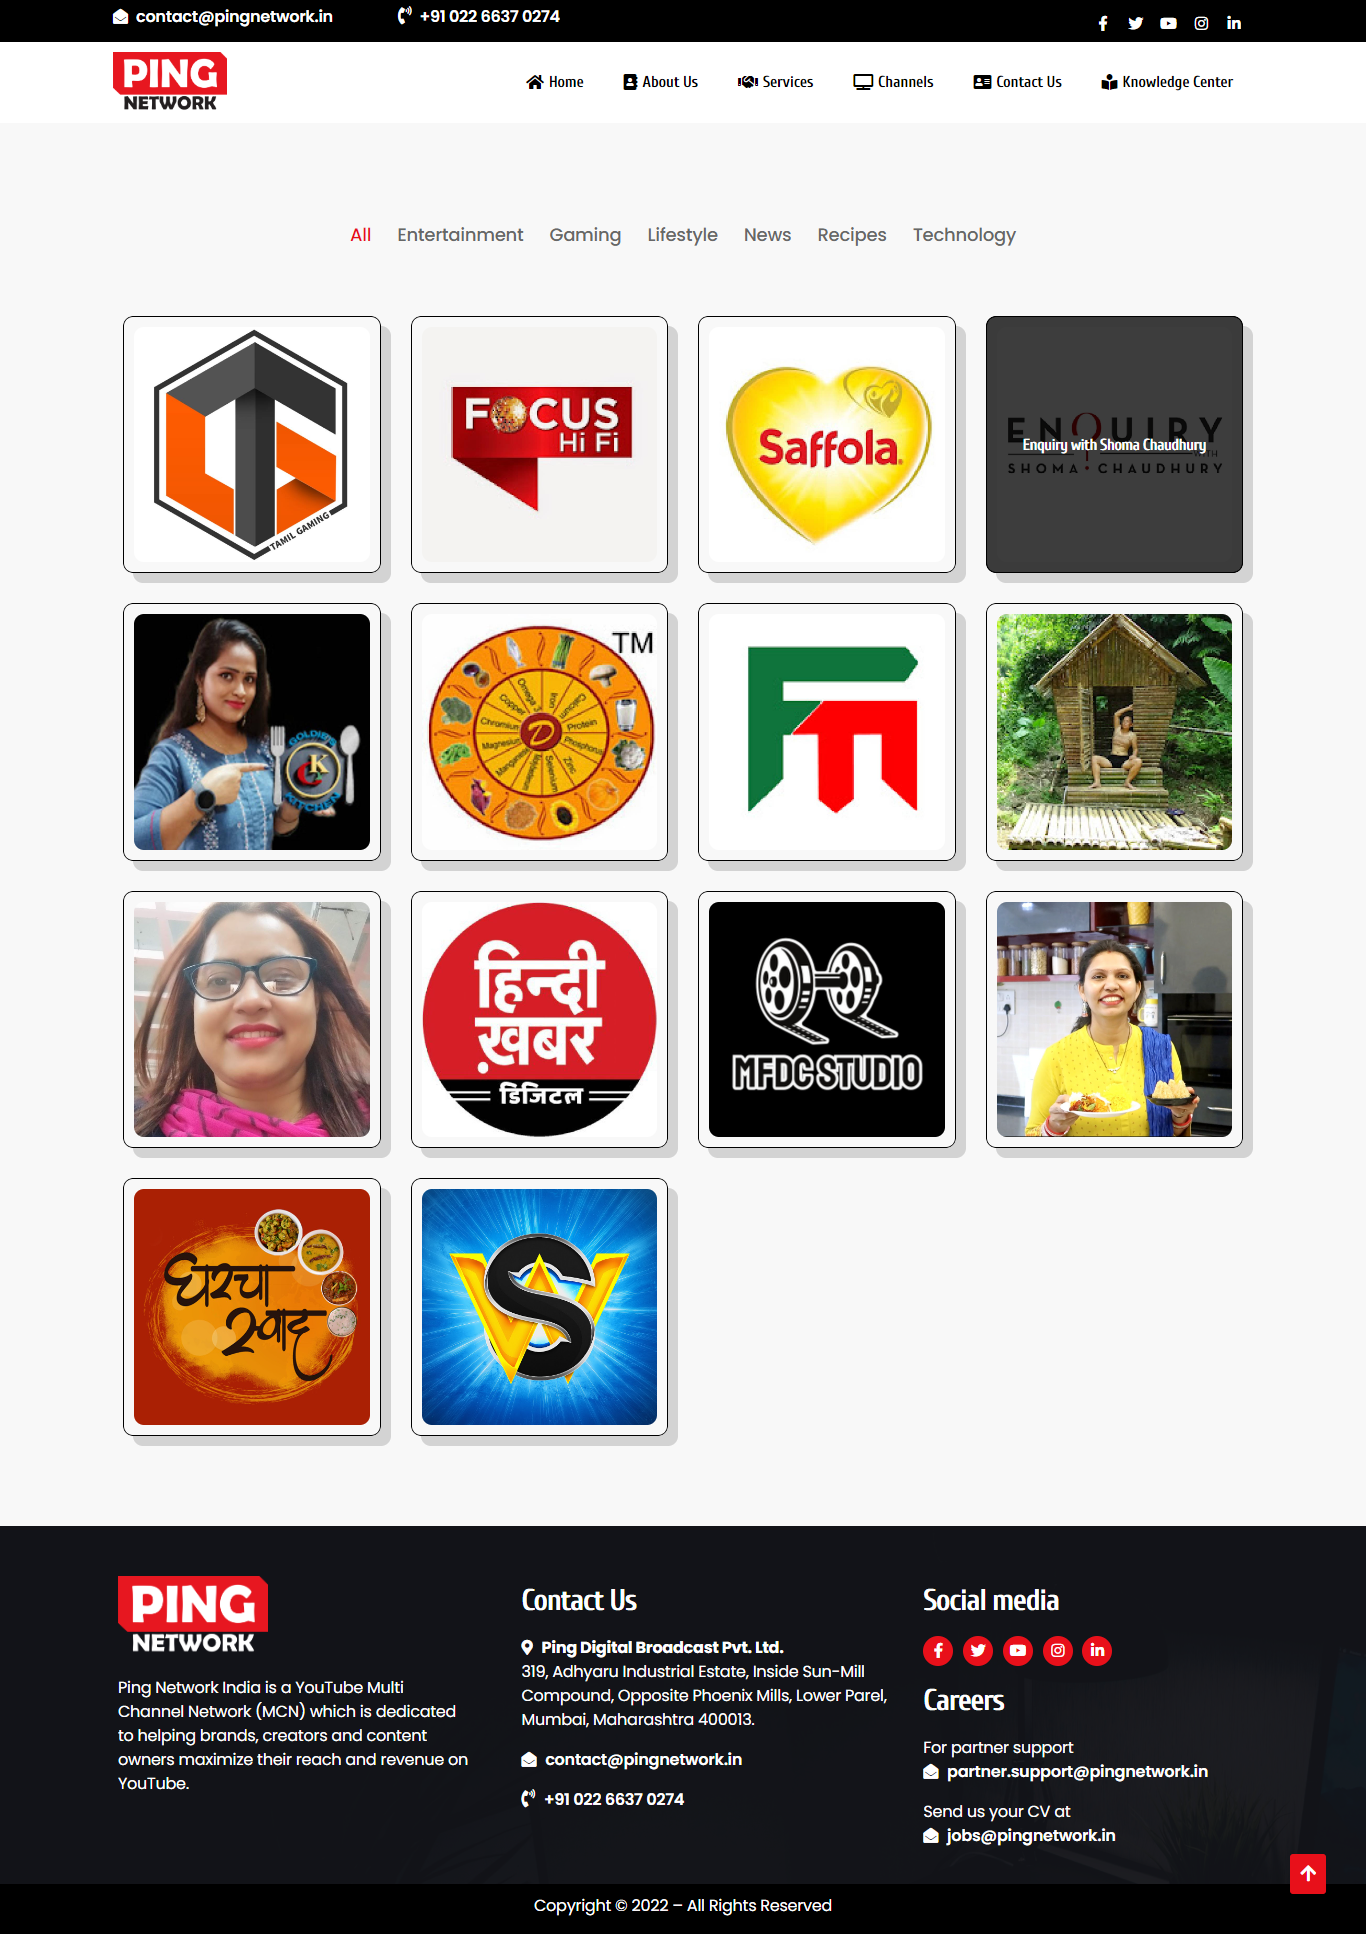 contact@pingnetwork.in
+91 022 6637 0274
PING
NETWORK
Home
About Us
Services
Channels
Contact Us
Knowledge Center
All
Entertainment
Gaming
Lifestyle
News
Recipes
Technology
TAMIL GAMING
FOCUS
Hi Fi
Saffola
ENQUIRY
WITH
SHOMA • CHAUDHURY
Enquiry with Shoma Chaudhury
GOLDIE'S
GK
KITCHEN
TM
Omega 3
Iron
Calcium
Protein
Phosphorus
Zinc
Selenium
Manganese
Magnesium
Chromium
Copper
D
हिन्दी
ख़बर
डिजिटल
MFDC STUDIO
घरचा
स्वाद
PING
NETWORK
Ping Network India is a YouTube Multi
Channel Network (MCN) which is dedicated
to helping brands, creators and content
owners maximize their reach and revenue on
YouTube.
Contact Us
Ping Digital Broadcast Pvt. Ltd.
319, Adhyaru Industrial Estate, Inside Sun-Mill
Compound, Opposite Phoenix Mills, Lower Parel,
Mumbai, Maharashtra 400013.
contact@pingnetwork.in
+91 022 6637 0274
Social media
Careers
For partner support
partner.support@pingnetwork.in
Send us your CV at
jobs@pingnetwork.in
Copyright © 2022 – All Rights Reserved